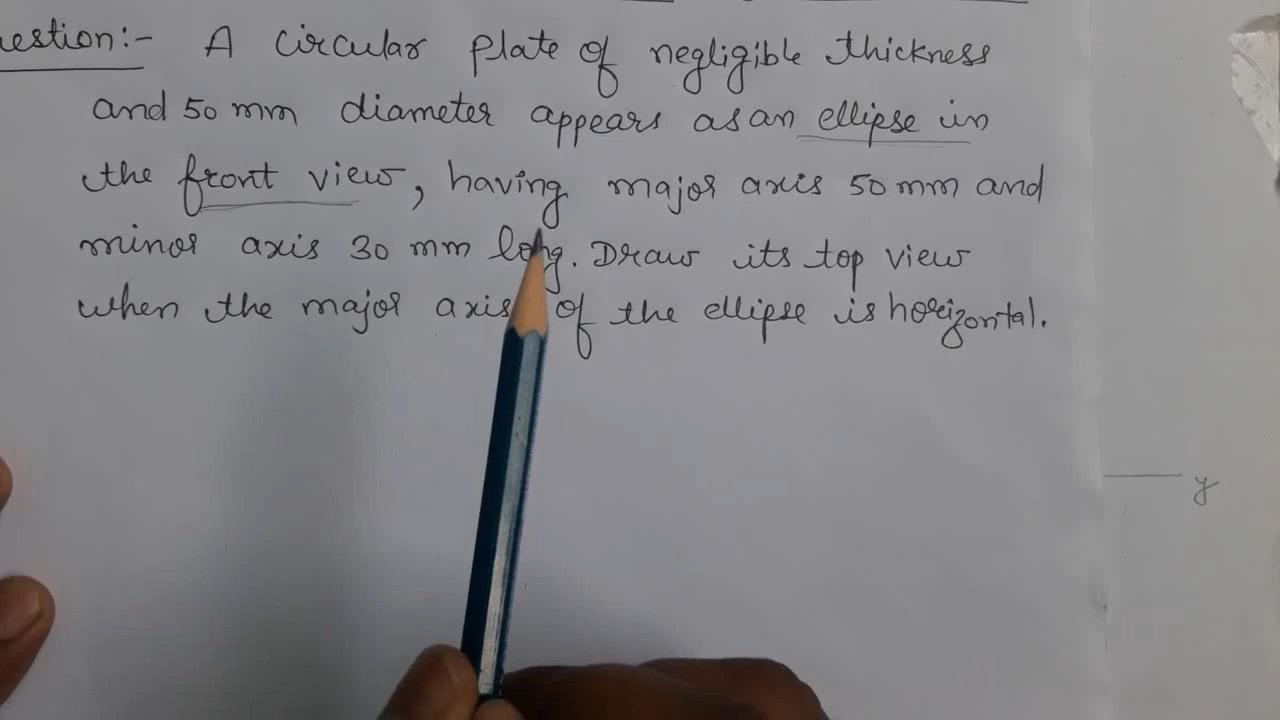 uestion:- A circular plate of negligible thickness
and 50 mm diameter appears as an ellipse in
the front view, having major axis 50 mm and
minor axis 30 mm long. Draw its top view
when the major axis of the ellipse is horizontal.
y